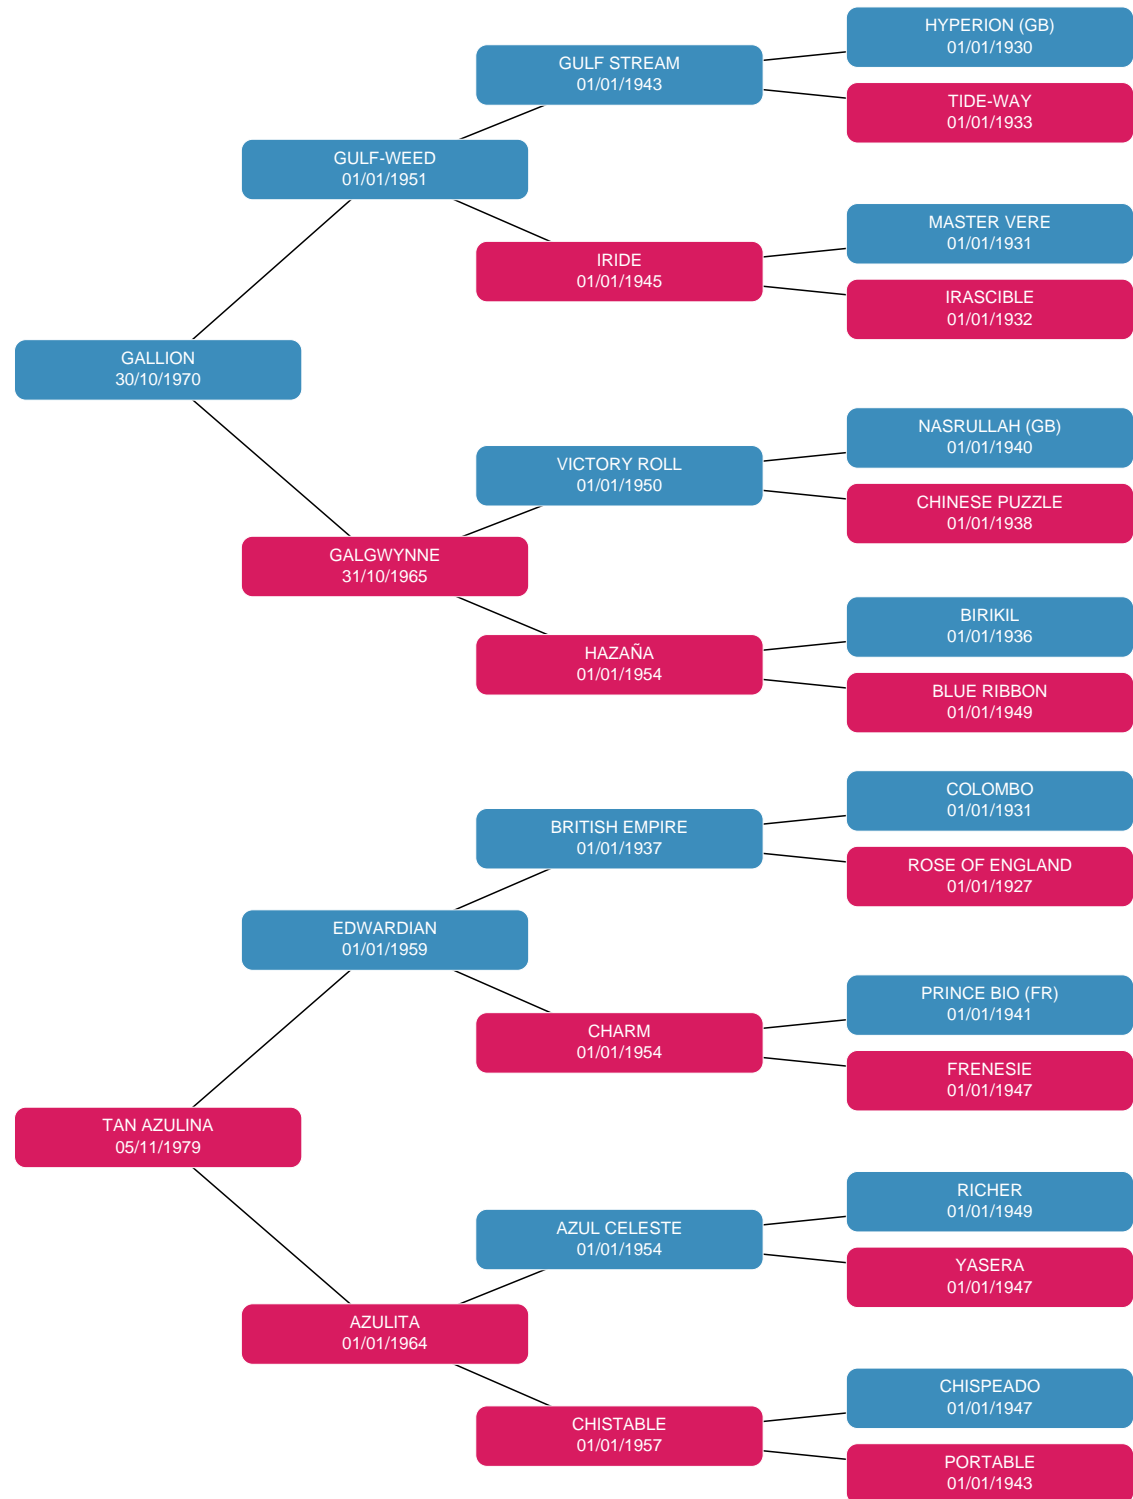 HYPERION (GB)
01/01/1930
GULF STREAM
01/01/1943
TIDE-WAY
01/01/1933
GULF-WEED
01/01/1951
MASTER VERE
01/01/1931
IRIDE
01/01/1945
IRASCIBLE
01/01/1932
GALLION
30/10/1970
NASRULLAH (GB)
01/01/1940
VICTORY ROLL
01/01/1950
CHINESE PUZZLE
01/01/1938
GALGWYNNE
31/10/1965
BIRIKIL
01/01/1936
HAZAÑA
01/01/1954
BLUE RIBBON
01/01/1949
COLOMBO
01/01/1931
BRITISH EMPIRE
01/01/1937
ROSE OF ENGLAND
01/01/1927
EDWARDIAN
01/01/1959
PRINCE BIO (FR)
01/01/1941
CHARM
01/01/1954
FRENESIE
01/01/1947
TAN AZULINA
05/11/1979
RICHER
01/01/1949
AZUL CELESTE
01/01/1954
YASERA
01/01/1947
AZULITA
01/01/1964
CHISPEADO
01/01/1947
CHISTABLE
01/01/1957
PORTABLE
01/01/1943